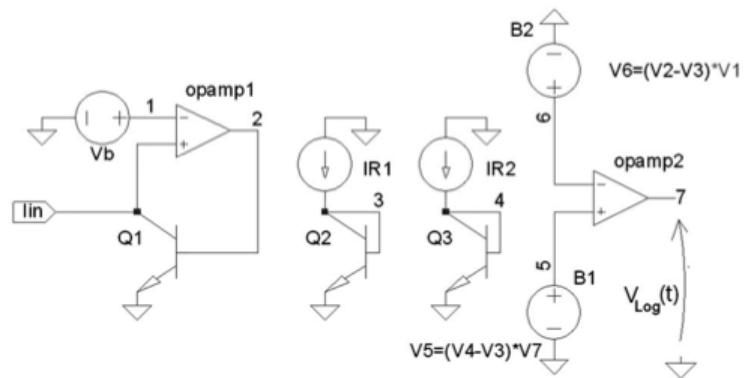 B2
V6=(V2-V3)*V1
opamp1
1
2
Vb
6
IR1
IR2
opamp2
3
4
7
Iin
Q1
Q2
Q3
5
B1
VLog(t)
V5=(V4-V3)*V7